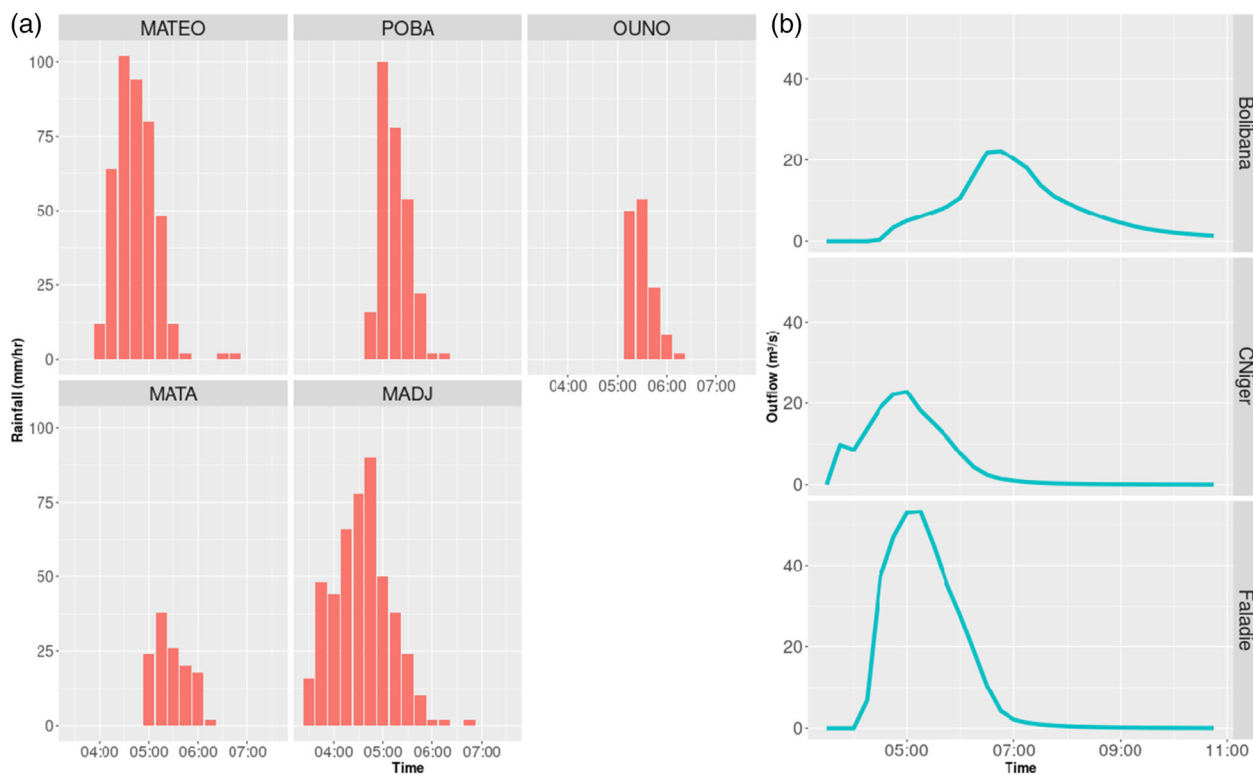 (a)
MATEO
POBA
OUNO
100
75
50
25
0
04:00 05:00 06:00 07:00
MATA
MADJ
100
75
50
25
0
04:00 05:00 06:00 07:00
04:00 05:00 06:00 07:00
Rainfall (mm/hr)
Time
(b)
40
20
0
Bolibana
40
20
0
CNiger
40
20
0
Faladie
05:00 07:00 09:00 11:00
Outflow (m³/s)
Time